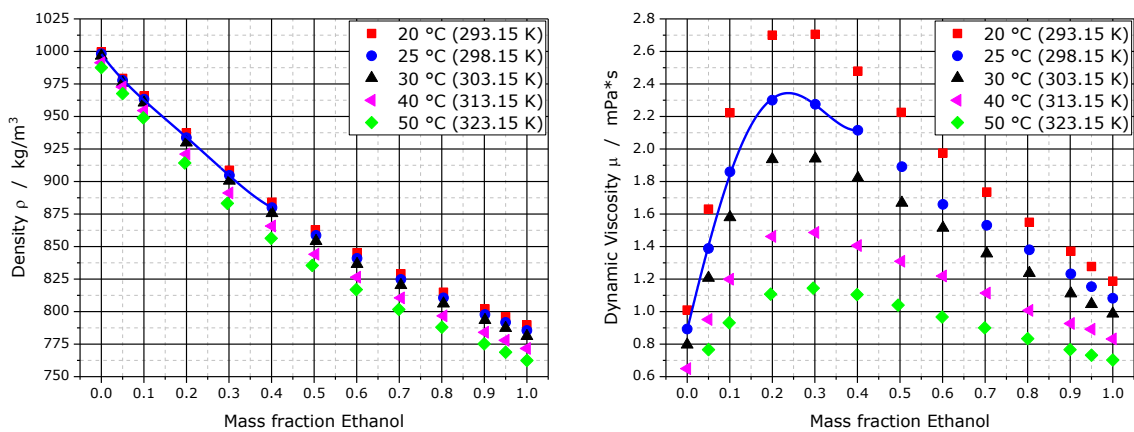 1025
1000
975
950
925
900
875
850
825
800
775
750
Density ρ / kg/m³
0.0 0.1 0.2 0.3 0.4 0.5 0.6 0.7 0.8 0.9 1.0
Mass fraction Ethanol
20 °C (293.15 K)
25 °C (298.15 K)
30 °C (303.15 K)
40 °C (313.15 K)
50 °C (323.15 K)
2.8
2.6
2.4
2.2
2.0
1.8
1.6
1.4
1.2
1.0
0.8
0.6
Dynamic Viscosity μ / mPa*s
0.0 0.1 0.2 0.3 0.4 0.5 0.6 0.7 0.8 0.9 1.0
Mass fraction Ethanol
20 °C (293.15 K)
25 °C (298.15 K)
30 °C (303.15 K)
40 °C (313.15 K)
50 °C (323.15 K)